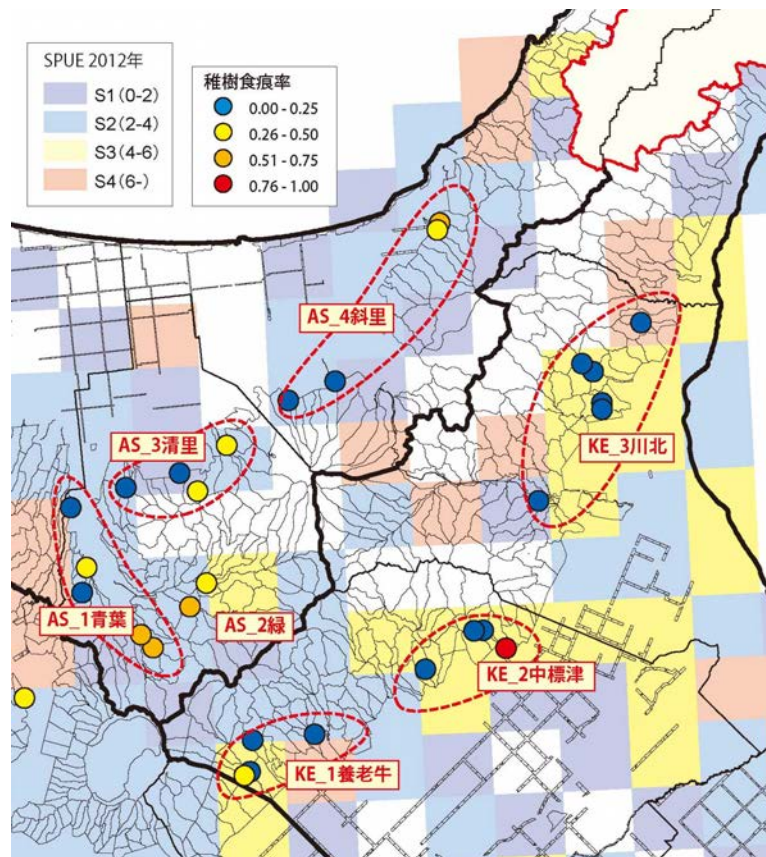 SPUE 2012年
S1(0-2)
S2(2-4)
S3(4-6)
S4(6-)
稚樹食痕率
0.00 - 0.25
0.26 - 0.50
0.51 - 0.75
0.76 - 1.00
AS_4斜里
AS_3清里
KE_3川北
AS_1青葉
AS_2緑
KE_2中標津
KE_1養老牛